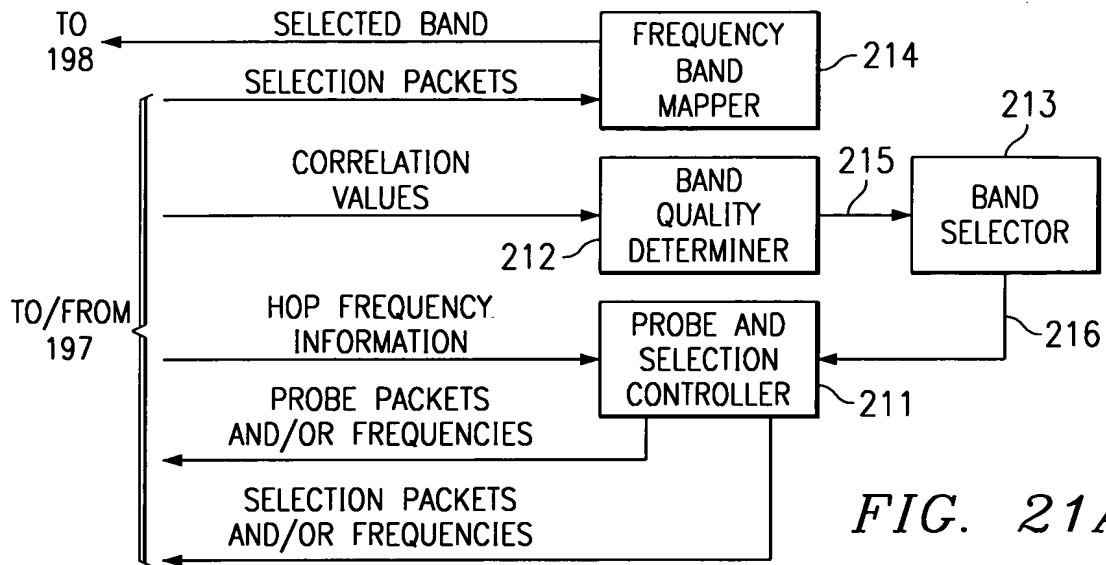 TO
198
SELECTED BAND
SELECTION PACKETS
FREQUENCY
BAND
MAPPER
214
CORRELATION
VALUES
BAND
QUALITY
DETERMINER
212
215
213
BAND
SELECTOR
216
TO/FROM
197
HOP FREQUENCY
INFORMATION
PROBE AND
SELECTION
CONTROLLER
211
PROBE PACKETS
AND/OR FREQUENCIES
SELECTION PACKETS
AND/OR FREQUENCIES
FIG. 21A